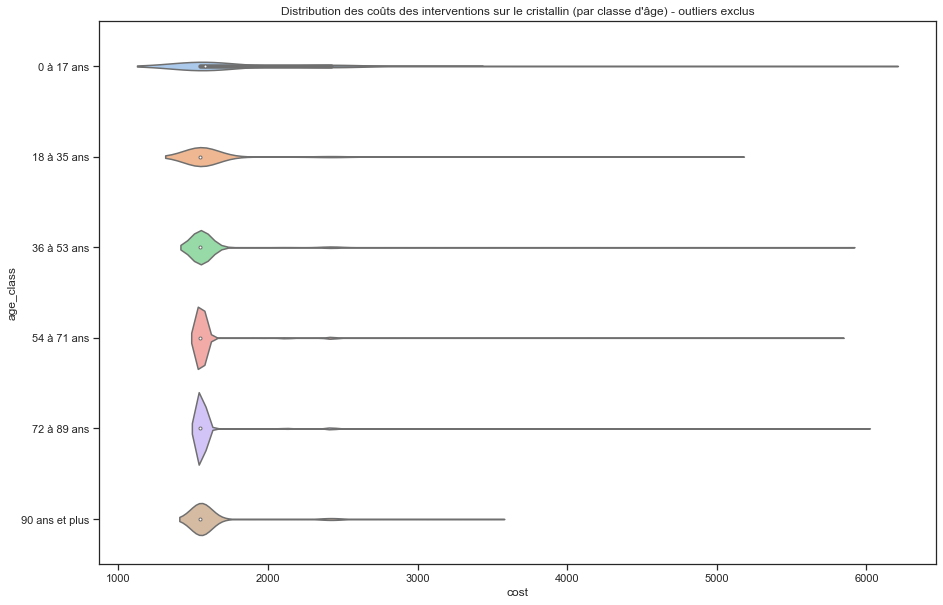 Distribution des coûts des interventions sur le cristallin (par classe d'âge) - outliers exclus
age_class
0 à 17 ans
18 à 35 ans
36 à 53 ans
54 à 71 ans
72 à 89 ans
90 ans et plus
1000 2000 3000 4000 5000 6000
cost